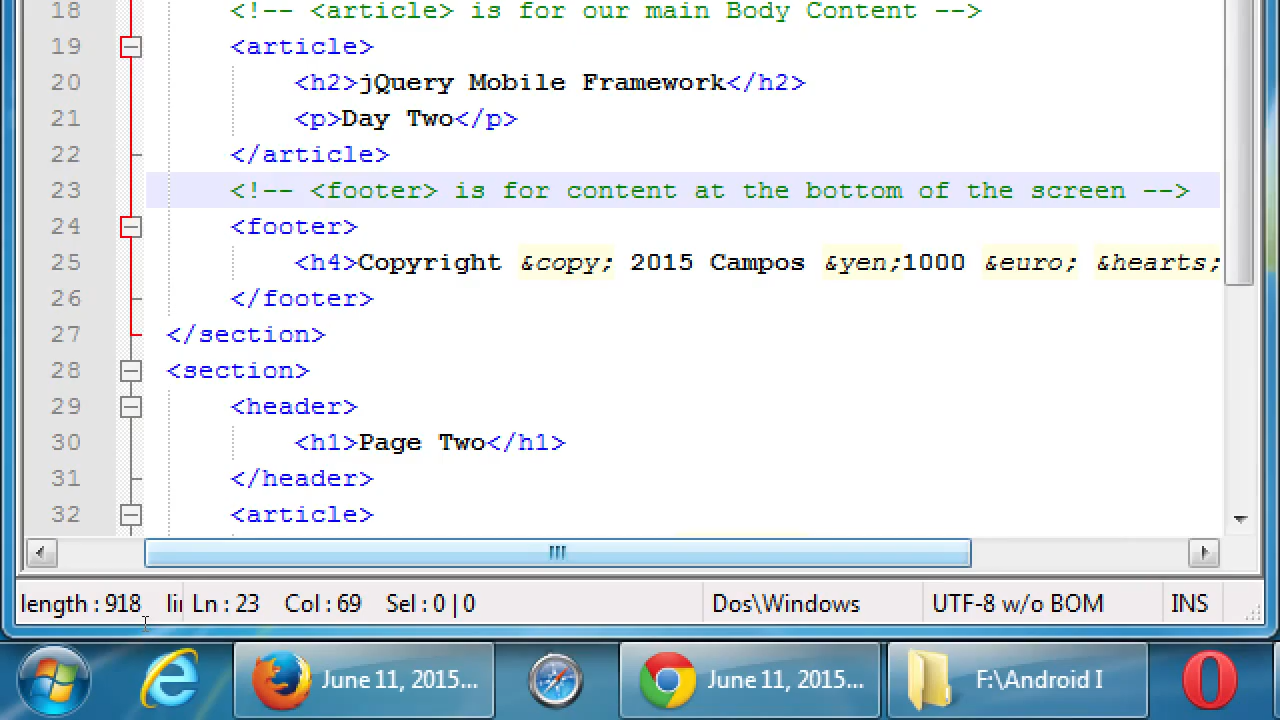 18 <!-- <article> is for our main Body Content -->
19 <article>
20 <h2>jQuery Mobile Framework</h2>
21 <p>Day Two</p>
22 </article>
23 <!-- <footer> is for content at the bottom of the screen -->
24 <footer>
25 <h4>Copyright &copy; 2015 Campos &yen;1000 &euro; &hearts;
26 </footer>
27 </section>
28 <section>
29 <header>
30 <h1>Page Two</h1>
31 </header>
32 <article>
length : 918 Ln : 23 Col : 69 Sel : 0 | 0 Dos\Windows UTF-8 w/o BOM INS
June 11, 2015... June 11, 2015... F:\Android I